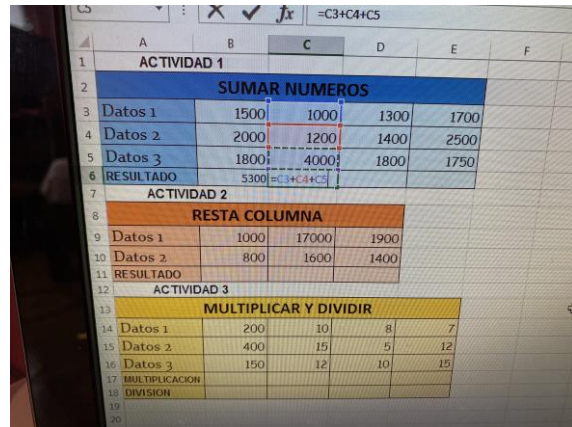 C5 fx =C3+C4+C5
A B C D E F
1 ACTIVIDAD 1
2 SUMAR NUMEROS
3 Datos 1 1500 1000 1300 1700
4 Datos 2 2000 1200 1400 2500
5 Datos 3 1800 4000 1800 1750
6 RESULTADO 5300 =C3+C4+C5
7 ACTIVIDAD 2
8 RESTA COLUMNA
9 Datos 1 1000 17000 1900
10 Datos 2 800 1600 1400
11 RESULTADO
12 ACTIVIDAD 3
13 MULTIPLICAR Y DIVIDIR
14 Datos 1 200 10 8 7
15 Datos 2 400 15 5 12
16 Datos 3 150 12 10 15
17 MULTIPLICACION
18 DIVISION
19
20